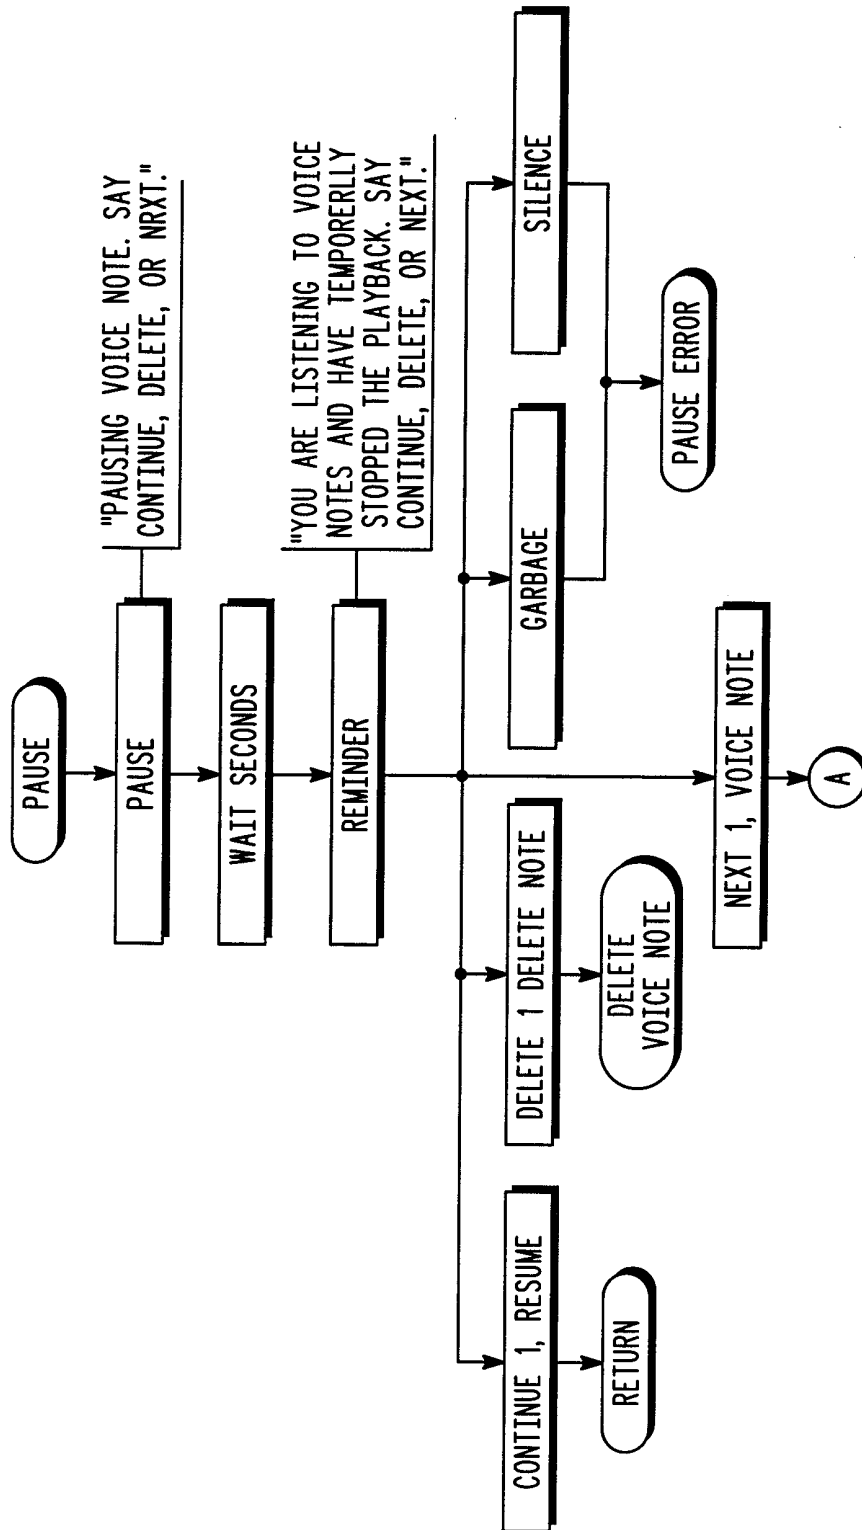 PAUSE
PAUSE
"PAUSING VOICE NOTE. SAY
CONTINUE, DELETE, OR NRXT."
WAIT SECONDS
REMINDER
"YOU ARE LISTENING TO VOICE
NOTES AND HAVE TEMPORERLLY
STOPPED THE PLAYBACK. SAY
CONTINUE, DELETE, OR NEXT."
CONTINUE 1, RESUME
DELETE 1 DELETE NOTE
GARBAGE
SILENCE
RETURN
DELETE
VOICE NOTE
PAUSE ERROR
NEXT 1, VOICE NOTE
A